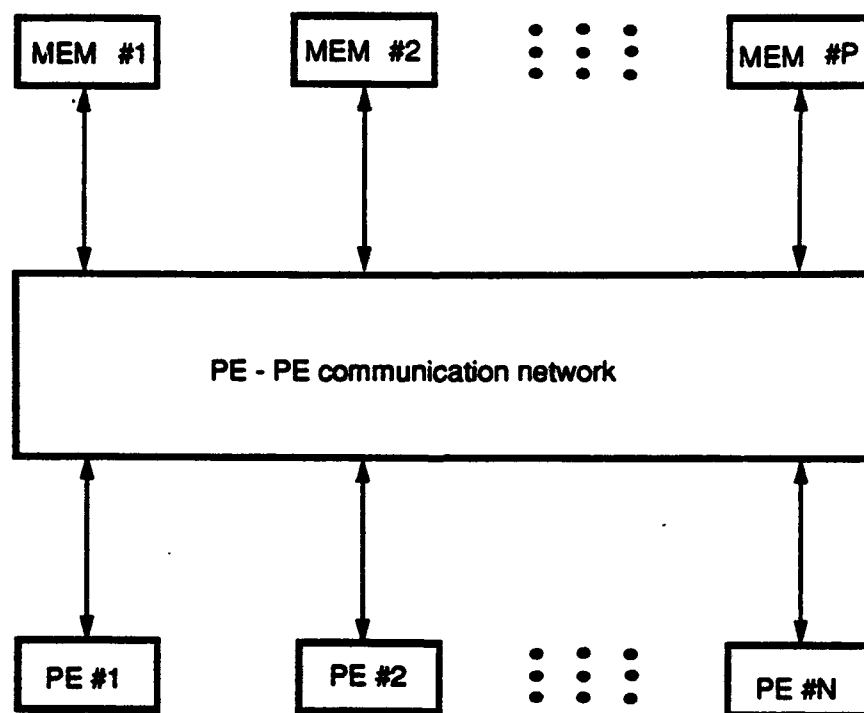 MEM #1
MEM #2
MEM #P
PE - PE communication network
PE #1
PE #2
PE #N